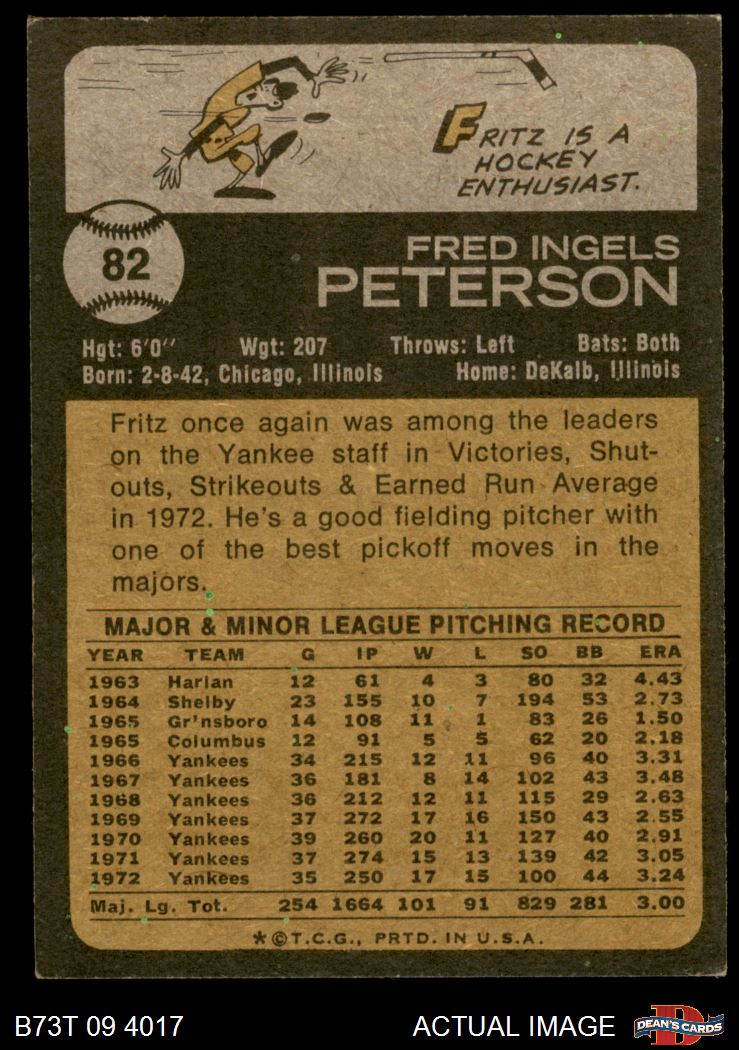 FRITZ IS A
HOCKEY
ENTHUSIAST.
82
FRED INGELS
PETERSON
Hgt: 6'0" Wgt: 207 Throws: Left Bats: Both
Born: 2-8-42, Chicago, Illinois Home: DeKalb, Illinois
Fritz once again was among the leaders
on the Yankee staff in Victories, Shut-
outs, Strikeouts & Earned Run Average
in 1972. He's a good fielding pitcher with
one of the best pickoff moves in the
majors.
MAJOR & MINOR LEAGUE PITCHING RECORD
YEAR TEAM G IP W L SO BB ERA
1963 Harlan 12 61 4 3 80 32 4.43
1964 Shelby 23 155 10 7 194 53 2.73
1965 Gr'nsboro 14 108 11 1 83 26 1.50
1965 Columbus 12 91 5 5 62 20 2.18
1966 Yankees 34 215 12 11 96 40 3.31
1967 Yankees 36 181 8 14 102 43 3.48
1968 Yankees 36 212 12 11 115 29 2.63
1969 Yankees 37 272 17 16 150 43 2.55
1970 Yankees 39 260 20 11 127 40 2.91
1971 Yankees 37 274 15 13 139 42 3.05
1972 Yankees 35 250 17 15 100 44 3.24
Maj. Lg. Tot. 254 1664 101 91 829 281 3.00
*©T.C.G., PRTD. IN U.S.A.
B73T 09 4017 ACTUAL IMAGE D DEAN'S CARDS